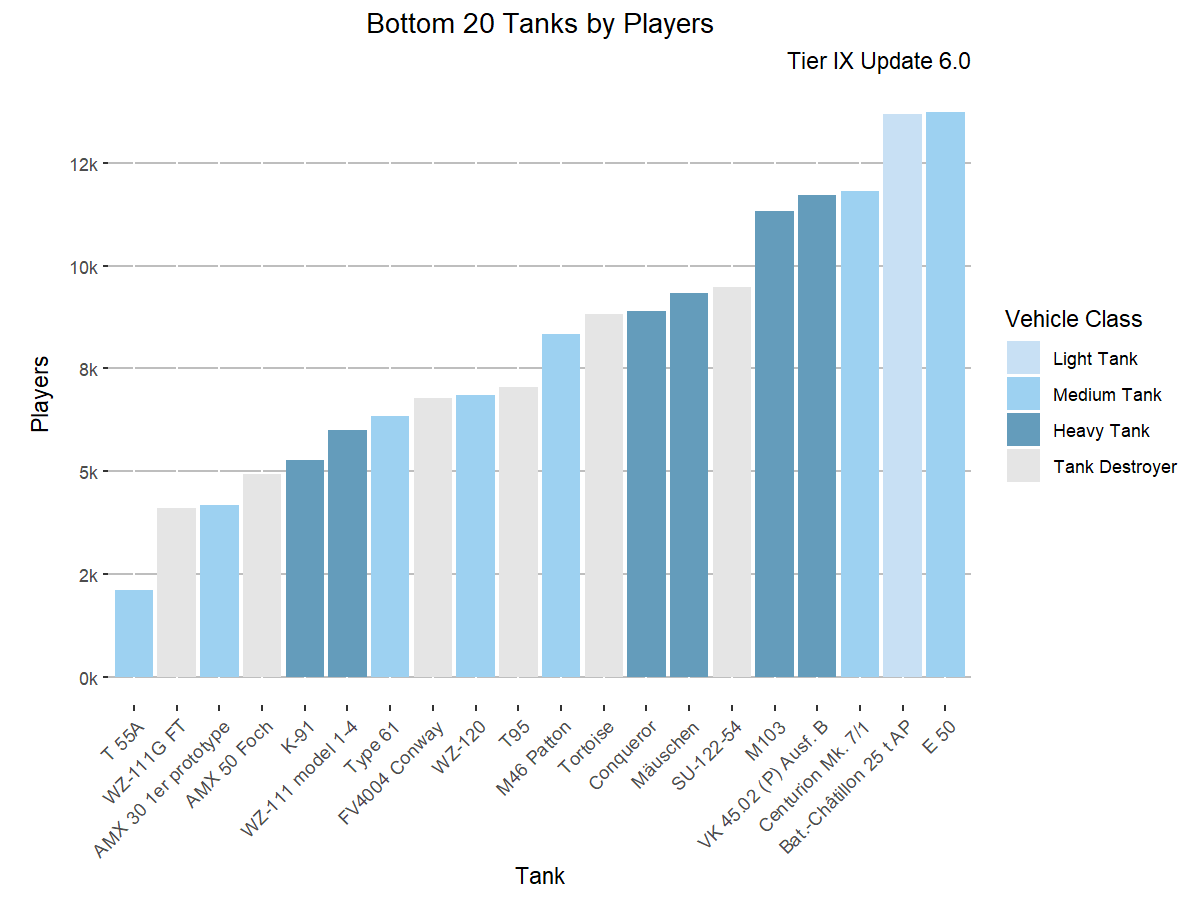 Bottom 20 Tanks by Players
Tier IX Update 6.0
12k
10k
8k
5k
2k
0k
Players
T 55A
WZ-111G FT
AMX 30 1er prototype
AMX 50 Foch
K-91
WZ-111 model 1-4
Type 61
FV4004 Conway
WZ-120
T95
M46 Patton
Tortoise
Conqueror
Mäuschen
SU-122-54
M103
VK 45.02 (P) Ausf. B
Centurion Mk. 7/1
Bat.-Châtillon 25 t AP
E 50
Tank
Vehicle Class
Light Tank
Medium Tank
Heavy Tank
Tank Destroyer